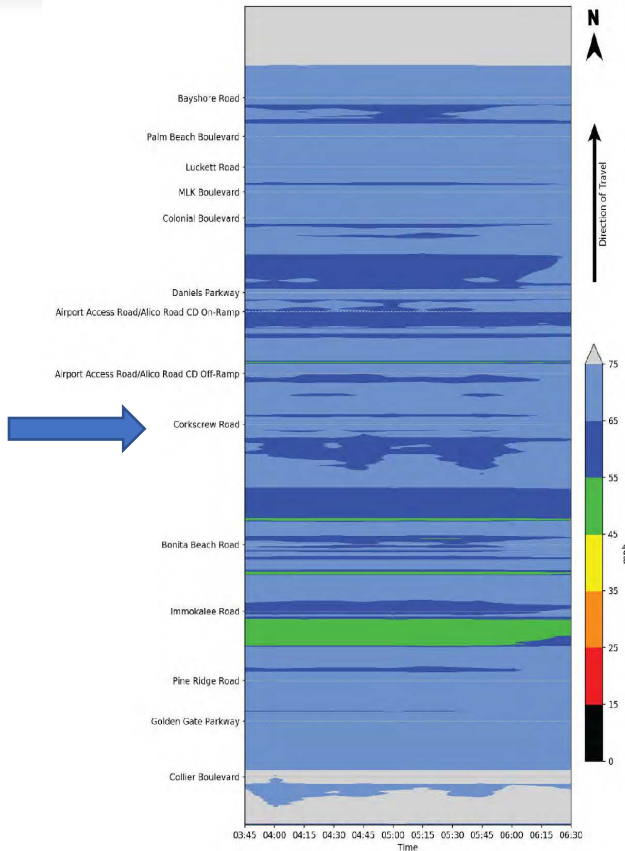 N
Bayshore Road
Palm Beach Boulevard
Luckett Road
MLK Boulevard
Colonial Boulevard
Direction of Travel
Daniels Parkway
Airport Access Road/Alico Road CD On-Ramp
Airport Access Road/Alico Road CD Off-Ramp
Corkscrew Road
Bonita Beach Road
Immokalee Road
Pine Ridge Road
Golden Gate Parkway
Collier Boulevard
75
65
55
45
35
25
15
0
mph
03:45 04:00 04:15 04:30 04:45 05:00 05:15 05:30 05:45 06:00 06:15 06:30
Time